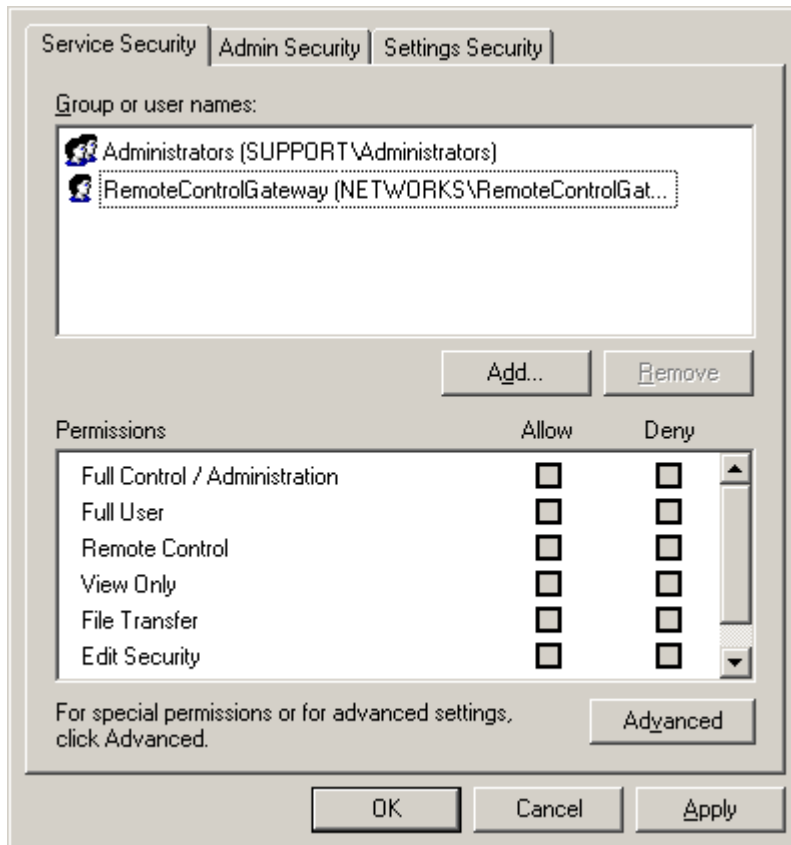 Service Security Admin Security Settings Security
Group or user names:
Administrators (SUPPORT\Administrators)
RemoteControlGateway (NETWORKS\RemoteControlGat...
Add... Remove
Permissions Allow Deny
Full Control / Administration
Full User
Remote Control
View Only
File Transfer
Edit Security
For special permissions or for advanced settings,
click Advanced.
Advanced
OK Cancel Apply